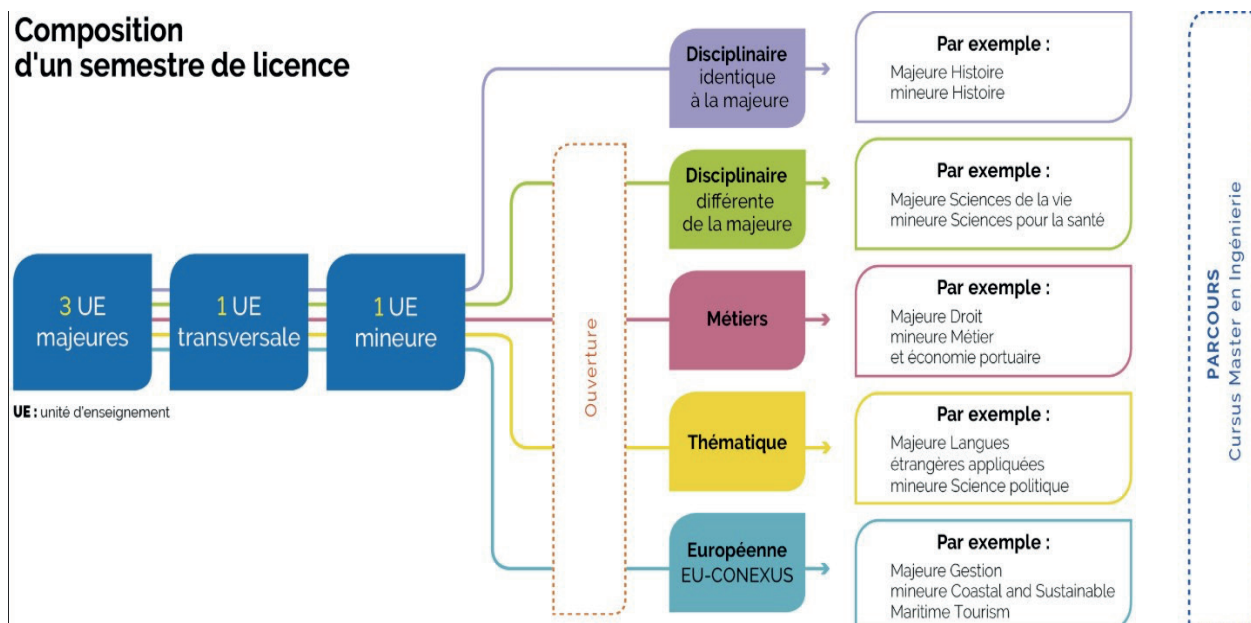 Composition
d'un semestre de licence
3 UE
majeures
1 UE
transversale
1 UE
mineure
UE : unité d'enseignement
Ouverture
Disciplinaire
identique
à la majeure
Par exemple :
Majeure Histoire
mineure Histoire
Disciplinaire
différente
de la majeure
Par exemple :
Majeure Sciences de la vie
mineure Sciences pour la santé
Métiers
Par exemple :
Majeure Droit
mineure Métier
et économie portuaire
Thématique
Par exemple :
Majeure Langues
étrangères appliquées
mineure Science politique
Européenne
EU-CONEXUS
Par exemple :
Majeure Gestion
mineure Coastal and Sustainable
Maritime Tourism
PARCOURS
Cursus Master en Ingénierie